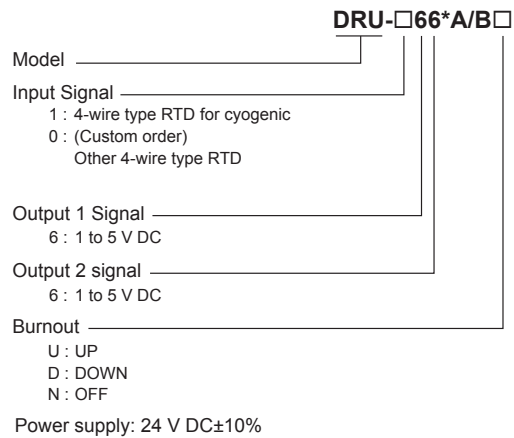 DRU-□66*A/B□
Model
Input Signal
1 : 4-wire type RTD for cyogenic
0 : (Custom order)
Other 4-wire type RTD
Output 1 Signal
6 : 1 to 5 V DC
Output 2 signal
6 : 1 to 5 V DC
Burnout
U : UP
D : DOWN
N : OFF
Power supply: 24 V DC±10%